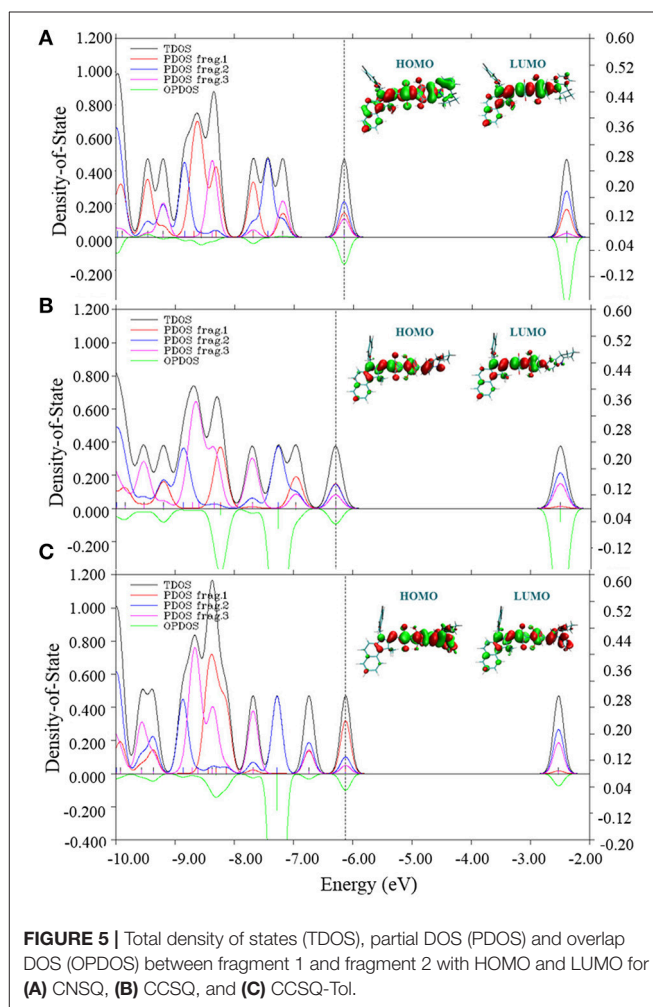 A
1.200
1.000
0.800
0.600
0.400
0.200
0.000
-0.200
Density-of-State
TDOS
PDOS frag.1
PDOS frag.2
PDOS frag.3
OPDOS
HOMO
LUMO
0.60
0.52
0.44
0.36
0.28
0.20
0.12
0.04
0.04
0.12
B
1.200
1.000
0.800
0.600
0.400
0.200
0.000
-0.200
Density-of-State
TDOS
PDOS frag.1
PDOS frag.2
PDOS frag.3
OPDOS
HOMO
LUMO
0.60
0.52
0.44
0.36
0.28
0.20
0.12
0.04
0.04
0.12
C
1.200
1.000
0.800
0.600
0.400
0.200
0.000
-0.200
-0.400
Density-of-State
TDOS
PDOS frag.1
PDOS frag.2
PDOS frag.3
OPDOS
HOMO
LUMO
0.60
0.52
0.44
0.36
0.28
0.20
0.12
0.04
0.04
0.12
-0.20
-10.00 -9.00 -8.00 -7.00 -6.00 -5.00 -4.00 -3.00 -2.00
Energy (eV)
FIGURE 5 | Total density of states (TDOS), partial DOS (PDOS) and overlap
DOS (OPDOS) between fragment 1 and fragment 2 with HOMO and LUMO for
(A) CNSQ, (B) CCSQ, and (C) CCSQ-Tol.